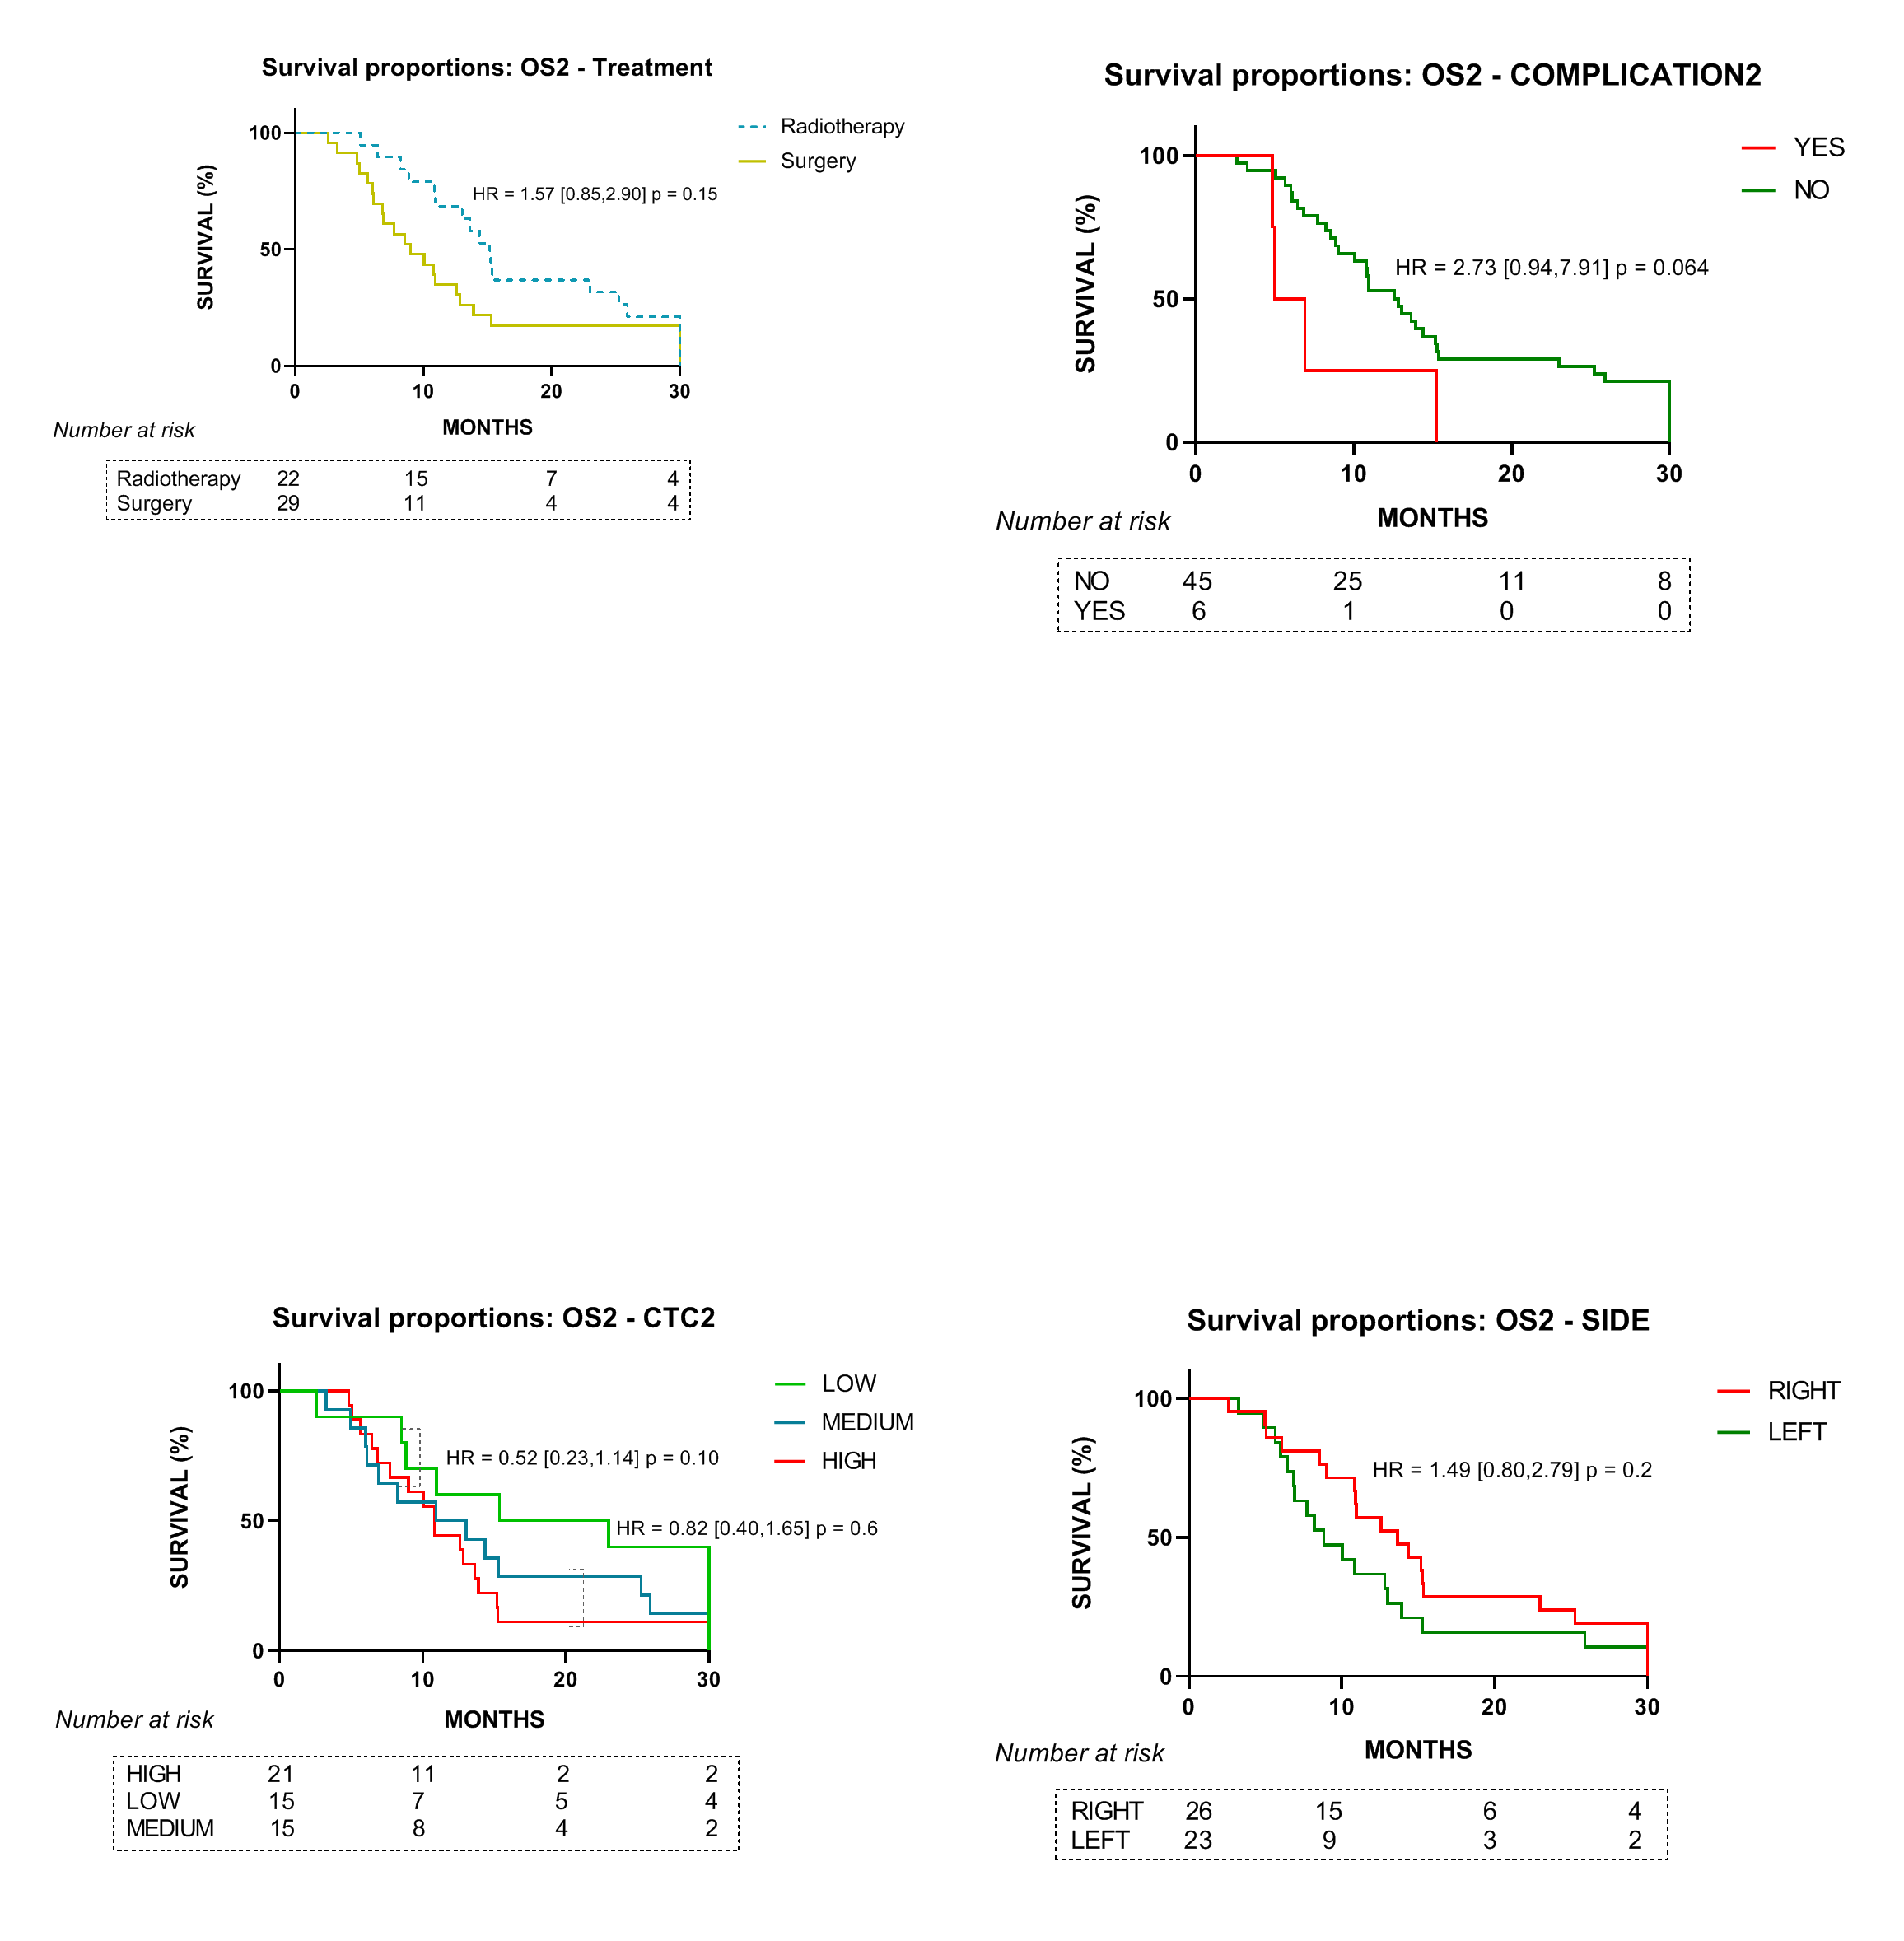 Survival proportions: OS2 - Treatment
Radiotherapy
Surgery
HR = 1.57 [0.85,2.90] p = 0.15
SURVIVAL (%)
100
50
0
0 10 20 30
MONTHS
Number at risk
Radiotherapy 22 15 7 4
Surgery 29 11 4 4
Survival proportions: OS2 - COMPLICATION2
YES
NO
HR = 2.73 [0.94,7.91] p = 0.064
SURVIVAL (%)
100
50
0
0 10 20 30
MONTHS
Number at risk
NO 45 25 11 8
YES 6 1 0 0
Survival proportions: OS2 - CTC2
LOW
MEDIUM
HIGH
HR = 0.52 [0.23,1.14] p = 0.10
HR = 0.82 [0.40,1.65] p = 0.6
SURVIVAL (%)
100
50
0
0 10 20 30
MONTHS
Number at risk
HIGH 21 11 2 2
LOW 15 7 5 4
MEDIUM 15 8 4 2
Survival proportions: OS2 - SIDE
RIGHT
LEFT
HR = 1.49 [0.80,2.79] p = 0.2
SURVIVAL (%)
100
50
0
0 10 20 30
MONTHS
Number at risk
RIGHT 26 15 6 4
LEFT 23 9 3 2